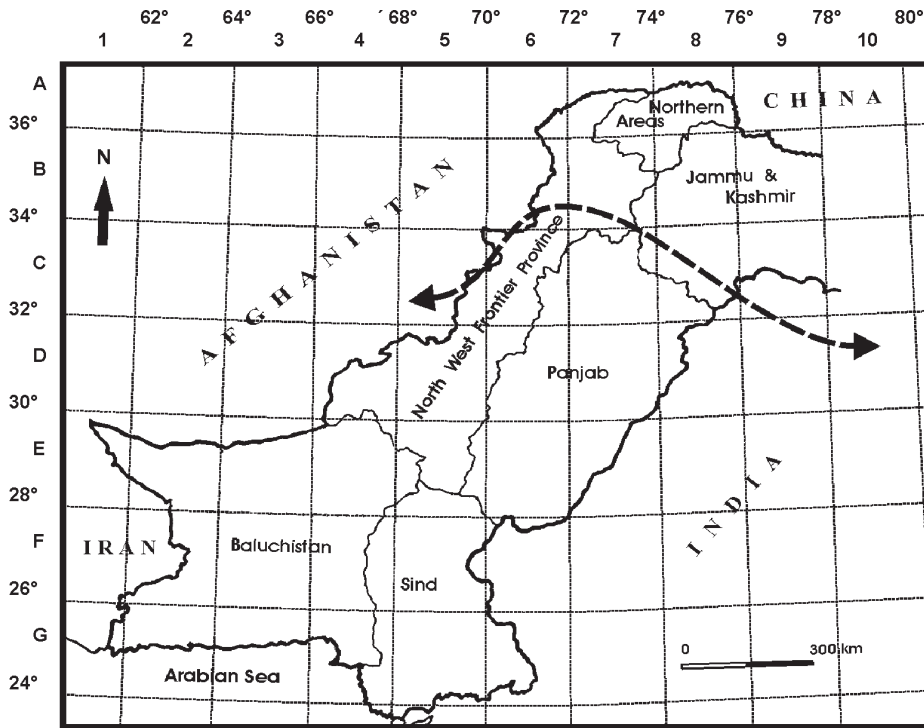 62° 64° 66° ´68° 70° 72° 74° 76° 78° 80°
1 2 3 4 5 6 7 8 9 10
A
36°
B
34°
C
32°
D
30°
E
28°
F
26°
G
24°
N
CHINA
Northern
Areas
Jammu &
Kashmir
AFGHANISTAN
North West Frontier Province
Panjab
INDIA
IRAN
Baluchistan
Sind
Arabian Sea
0 300 km